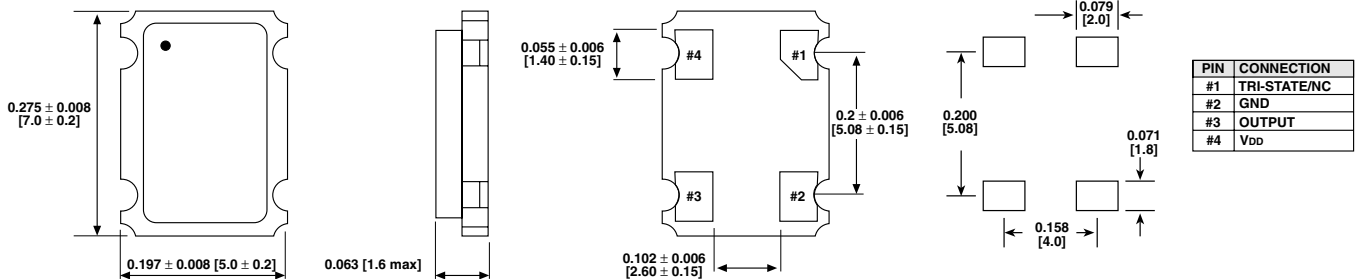 0.275 ± 0.008
[7.0 ± 0.2]
0.197 ± 0.008 [5.0 ± 0.2]
0.063 [1.6 max]
0.055 ± 0.006
[1.40 ± 0.15]
#4
#1
#3
#2
0.2 ± 0.006
[5.08 ± 0.15]
0.102 ± 0.006
[2.60 ± 0.15]
0.079
[2.0]
0.200
[5.08]
0.071
[1.8]
0.158
[4.0]
PIN CONNECTION
#1 TRI-STATE/NC
#2 GND
#3 OUTPUT
#4 VDD